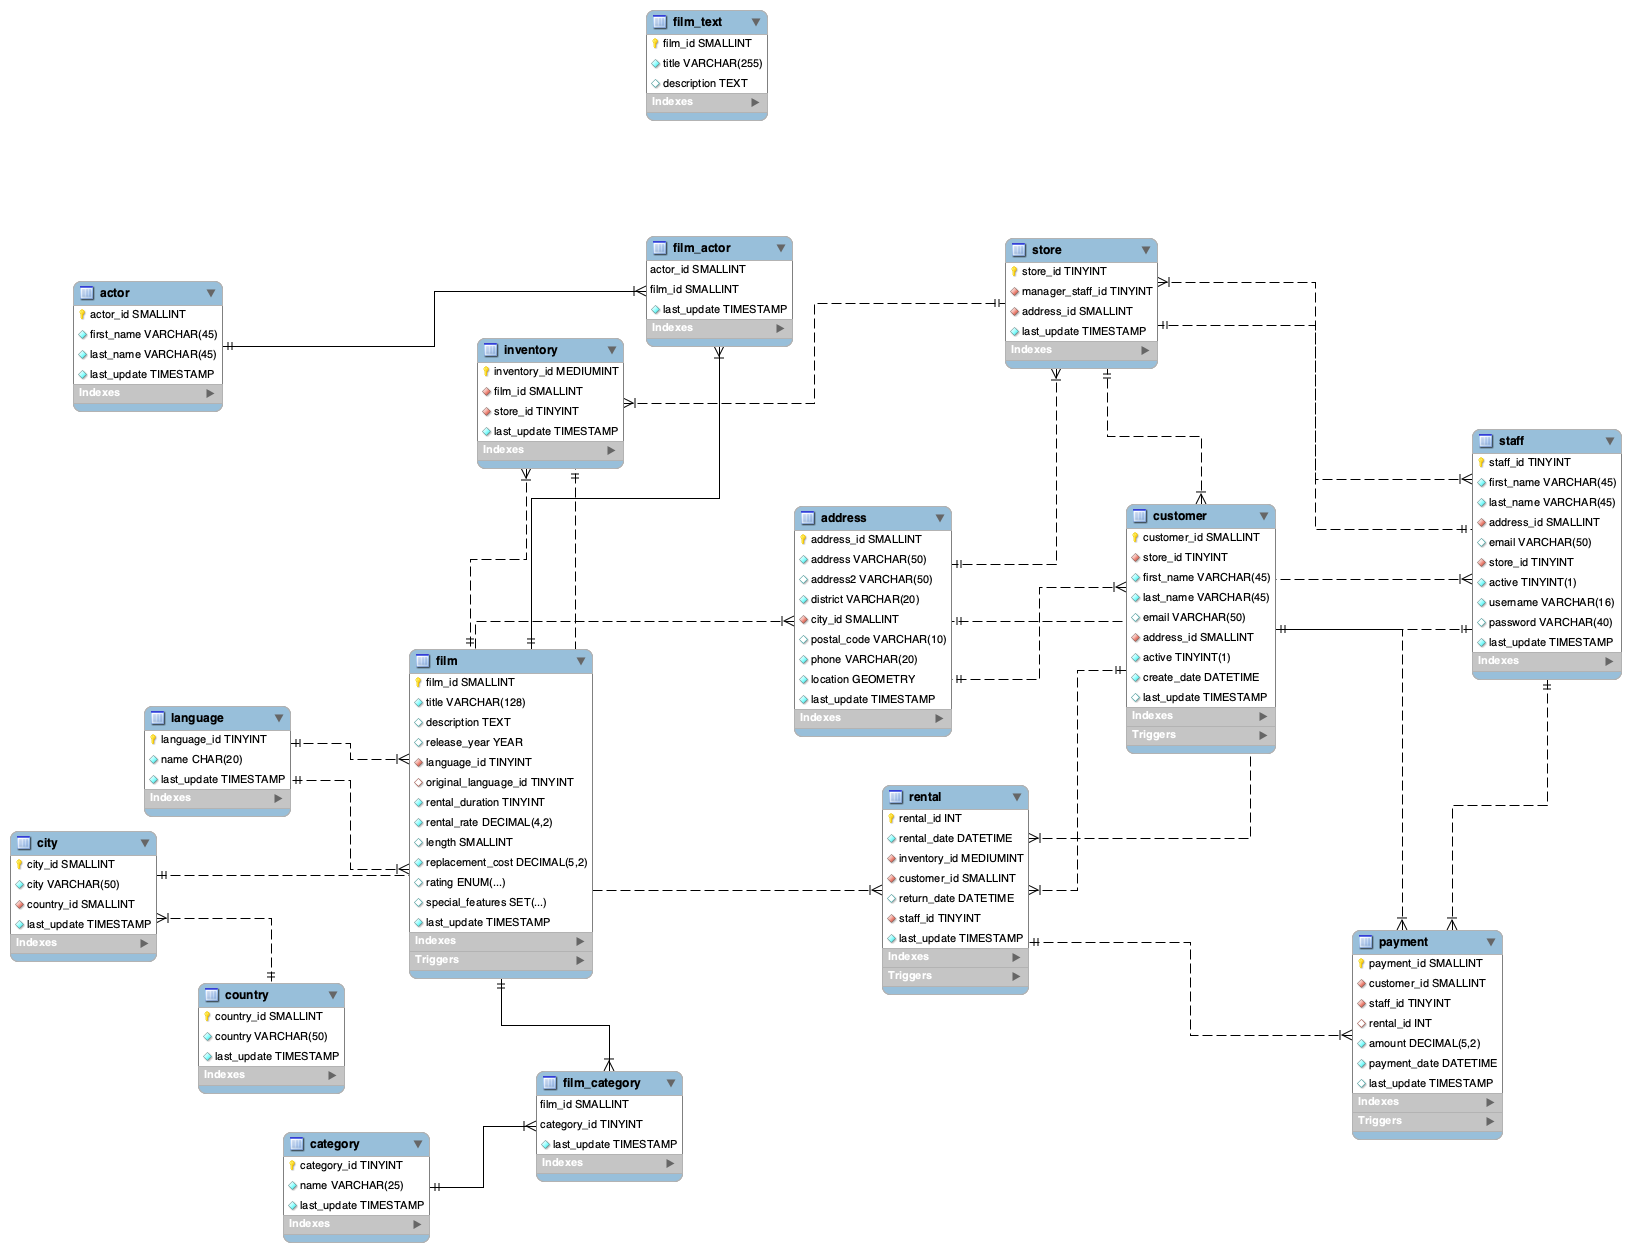 film_text
film_id SMALLINT
title VARCHAR(255)
description TEXT
Indexes
film_actor
actor_id SMALLINT
film_id SMALLINT
last_update TIMESTAMP
Indexes
store
store_id TINYINT
manager_staff_id TINYINT
address_id SMALLINT
last_update TIMESTAMP
Indexes
actor
actor_id SMALLINT
first_name VARCHAR(45)
last_name VARCHAR(45)
last_update TIMESTAMP
Indexes
inventory
inventory_id MEDIUMINT
film_id SMALLINT
store_id TINYINT
last_update TIMESTAMP
Indexes
staff
staff_id TINYINT
first_name VARCHAR(45)
last_name VARCHAR(45)
address_id SMALLINT
email VARCHAR(50)
store_id TINYINT
active TINYINT(1)
username VARCHAR(16)
password VARCHAR(40)
last_update TIMESTAMP
Indexes
address
address_id SMALLINT
address VARCHAR(50)
address2 VARCHAR(50)
district VARCHAR(20)
city_id SMALLINT
postal_code VARCHAR(10)
phone VARCHAR(20)
location GEOMETRY
last_update TIMESTAMP
Indexes
customer
customer_id SMALLINT
store_id TINYINT
first_name VARCHAR(45)
last_name VARCHAR(45)
email VARCHAR(50)
address_id SMALLINT
active TINYINT(1)
create_date DATETIME
last_update TIMESTAMP
Indexes
Triggers
film
film_id SMALLINT
title VARCHAR(128)
description TEXT
release_year YEAR
language_id TINYINT
original_language_id TINYINT
rental_duration TINYINT
rental_rate DECIMAL(4,2)
length SMALLINT
replacement_cost DECIMAL(5,2)
rating ENUM(...)
special_features SET(...)
last_update TIMESTAMP
Indexes
Triggers
language
language_id TINYINT
name CHAR(20)
last_update TIMESTAMP
Indexes
rental
rental_id INT
rental_date DATETIME
inventory_id MEDIUMINT
customer_id SMALLINT
return_date DATETIME
staff_id TINYINT
last_update TIMESTAMP
Indexes
Triggers
city
city_id SMALLINT
city VARCHAR(50)
country_id SMALLINT
last_update TIMESTAMP
Indexes
payment
payment_id SMALLINT
customer_id SMALLINT
staff_id TINYINT
rental_id INT
amount DECIMAL(5,2)
payment_date DATETIME
last_update TIMESTAMP
Indexes
Triggers
country
country_id SMALLINT
country VARCHAR(50)
last_update TIMESTAMP
Indexes
film_category
film_id SMALLINT
category_id TINYINT
last_update TIMESTAMP
Indexes
category
category_id TINYINT
name VARCHAR(25)
last_update TIMESTAMP
Indexes